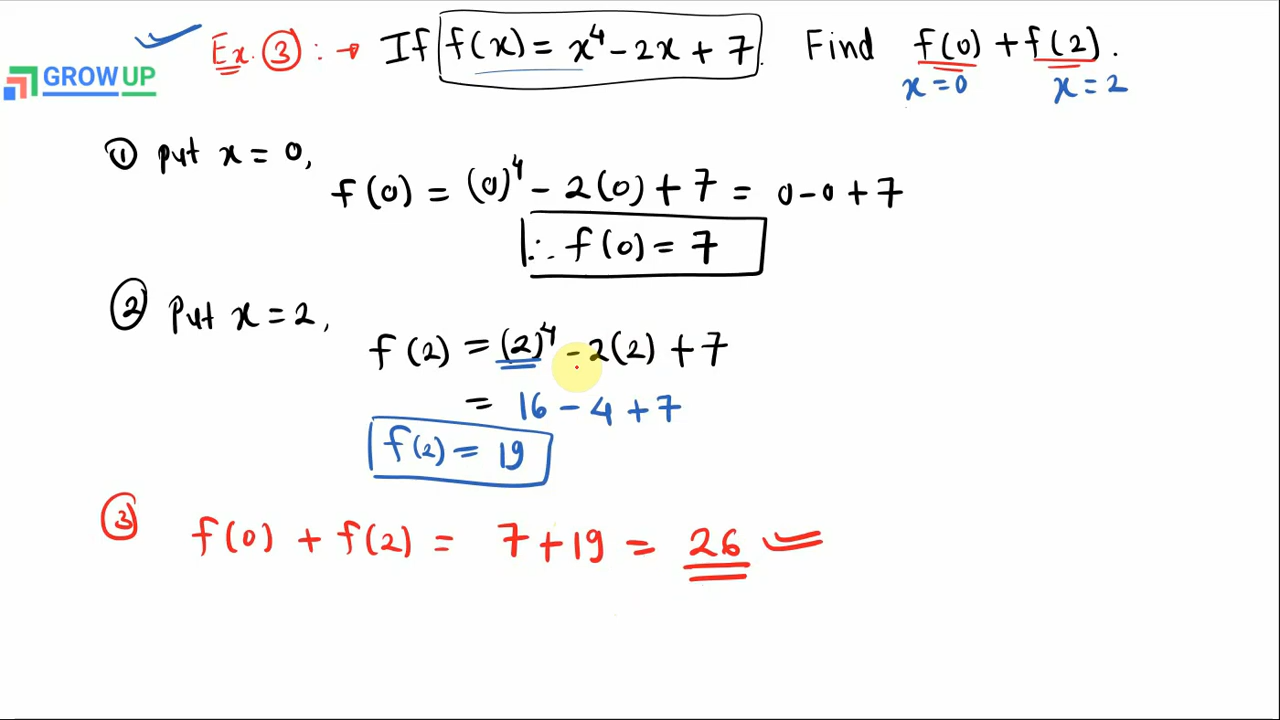 Ex. ③ :→ If f(x) = x⁴ - 2x + 7. Find f(0) + f(2).
GROW UP
x = 0 x = 2
① Put x = 0,
f(0) = (0)⁴ - 2(0) + 7 = 0 - 0 + 7
∴ f(0) = 7
② Put x = 2,
f(2) = (2)⁴ - 2(2) + 7
= 16 - 4 + 7
f(2) = 19
③ f(0) + f(2) = 7 + 19 = 26